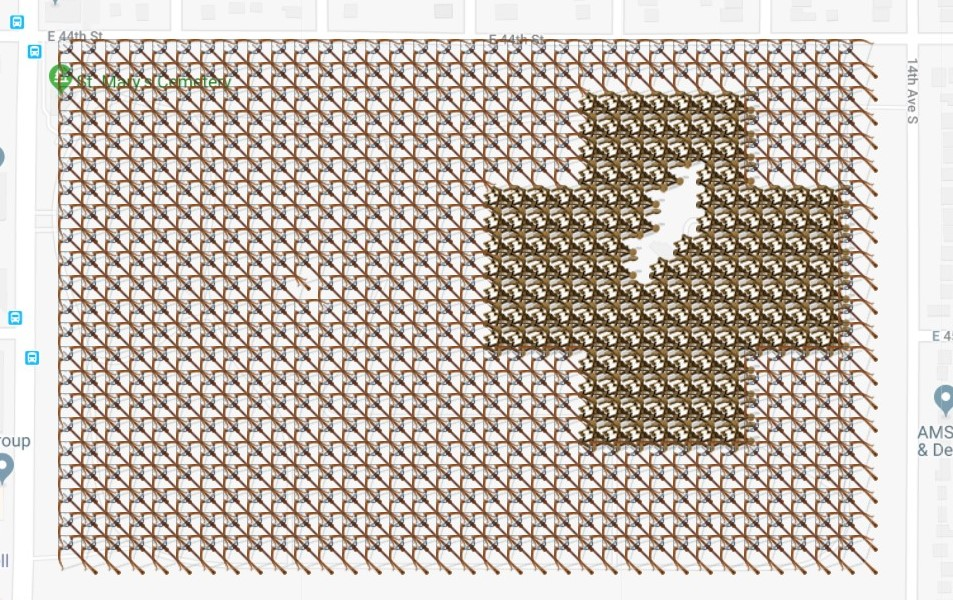 E 44th St
E 44th St
St. Mary's Cemetery
14th Ave S
E 45
roup
AMS
& De
ll